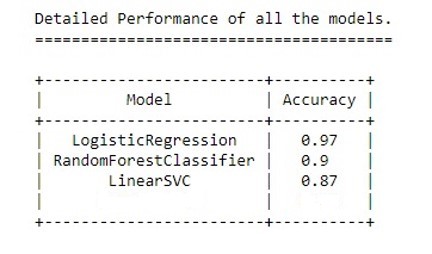 Detailed Performance of all the models.
=======================================
+------------------------+----------+
| Model | Accuracy |
+------------------------+----------+
| LogisticRegression | 0.97 |
| RandomForestClassifier | 0.9 |
| LinearSVC | 0.87 |
| | |
+------------------------+----------+